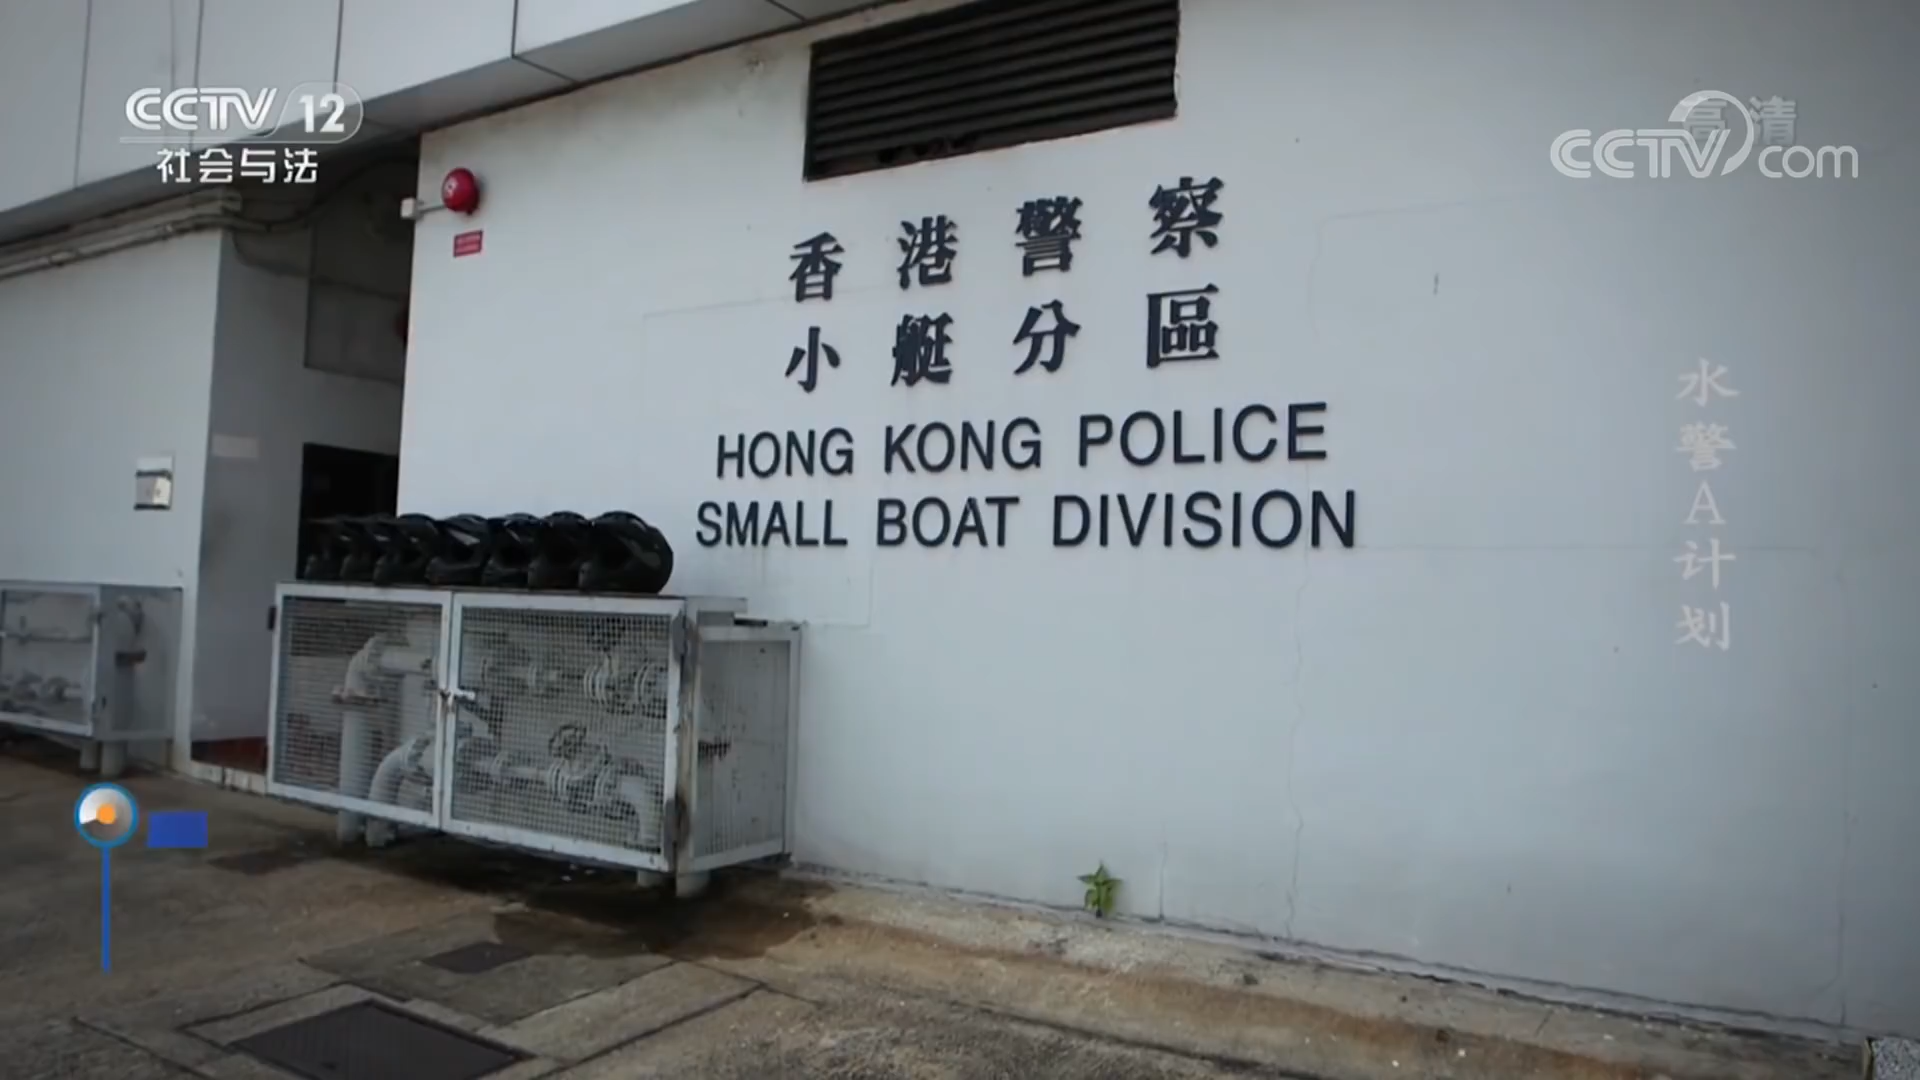 CCTV 12
社会与法
高清
CCTV com
香港警察
小艇分區
HONG KONG POLICE
SMALL BOAT DIVISION
水警A计划